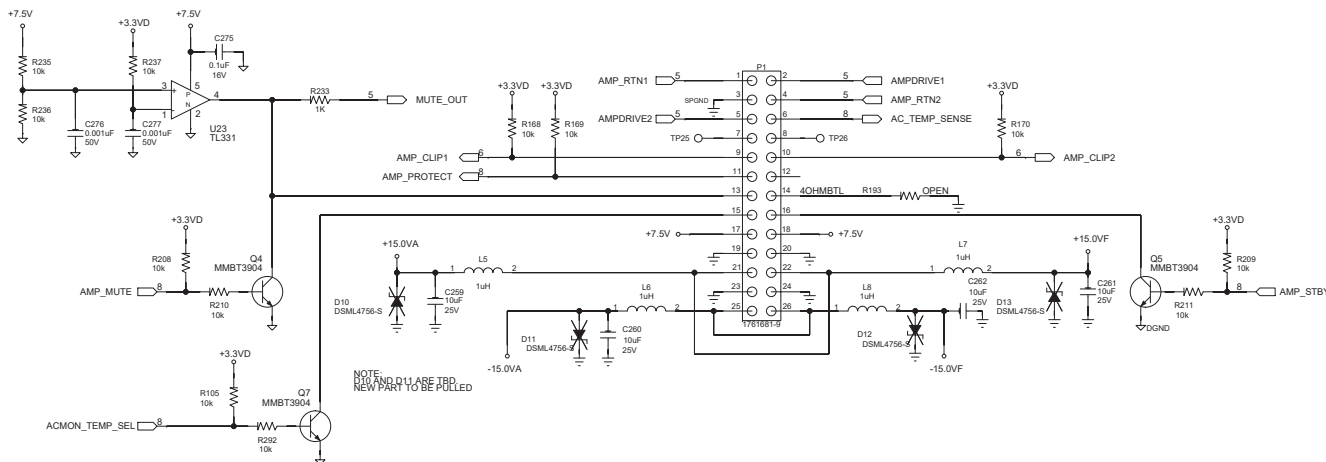 +7.5V
R235
10k
R236
10k
+3.3VD
R237
10k
+7.5V
C275
0.1uF
16V
C276
0.001uF
50V
C277
0.001uF
50V
3
1
5
P
N
2
4
U23
TL331
R233
1K
5
MUTE_OUT
AMP_RTN1
5
+3.3VD
+3.3VD
SPGND
AMPDRIVE2
5
R168
10k
R169
10k
TP25
AMP_CLIP1
6
AMP_PROTECT
8
P1
1
2
3
4
5
6
7
8
9
10
11
12
13
14
15
16
17
18
19
20
21
22
23
24
25
26
1761681-9
5
AMPDRIVE1
5
AMP_RTN2
8
AC_TEMP_SENSE
TP26
+3.3VD
R170
10k
6
AMP_CLIP2
4OHMBTL
R193
OPEN
+7.5V
+7.5V
+3.3VD
R208
10k
Q4
MMBT3904
AMP_MUTE
8
R210
10k
+15.0VA
D10
DSML4756-S
C259
10uF
25V
1
L5
2
1uH
D11
DSML4756-S
C260
10uF
25V
1
L6
1uH
2
-15.0VA
L7
1uH
1
2
+15.0VF
C261
10uF
25V
D13
DSML4756-S
L8
1uH
1
2
C262
10uF
25V
D12
DSML4756-S
-15.0VF
Q5
MMBT3904
+3.3VD
R209
10k
R211
10k
8
AMP_STBY
DGND
NOTE:
D10 AND D11 ARE TBD
NEW PART TO BE PULLED
+3.3VD
R105
10k
Q7
MMBT3904
ACMON_TEMP_SEL
8
R292
10k